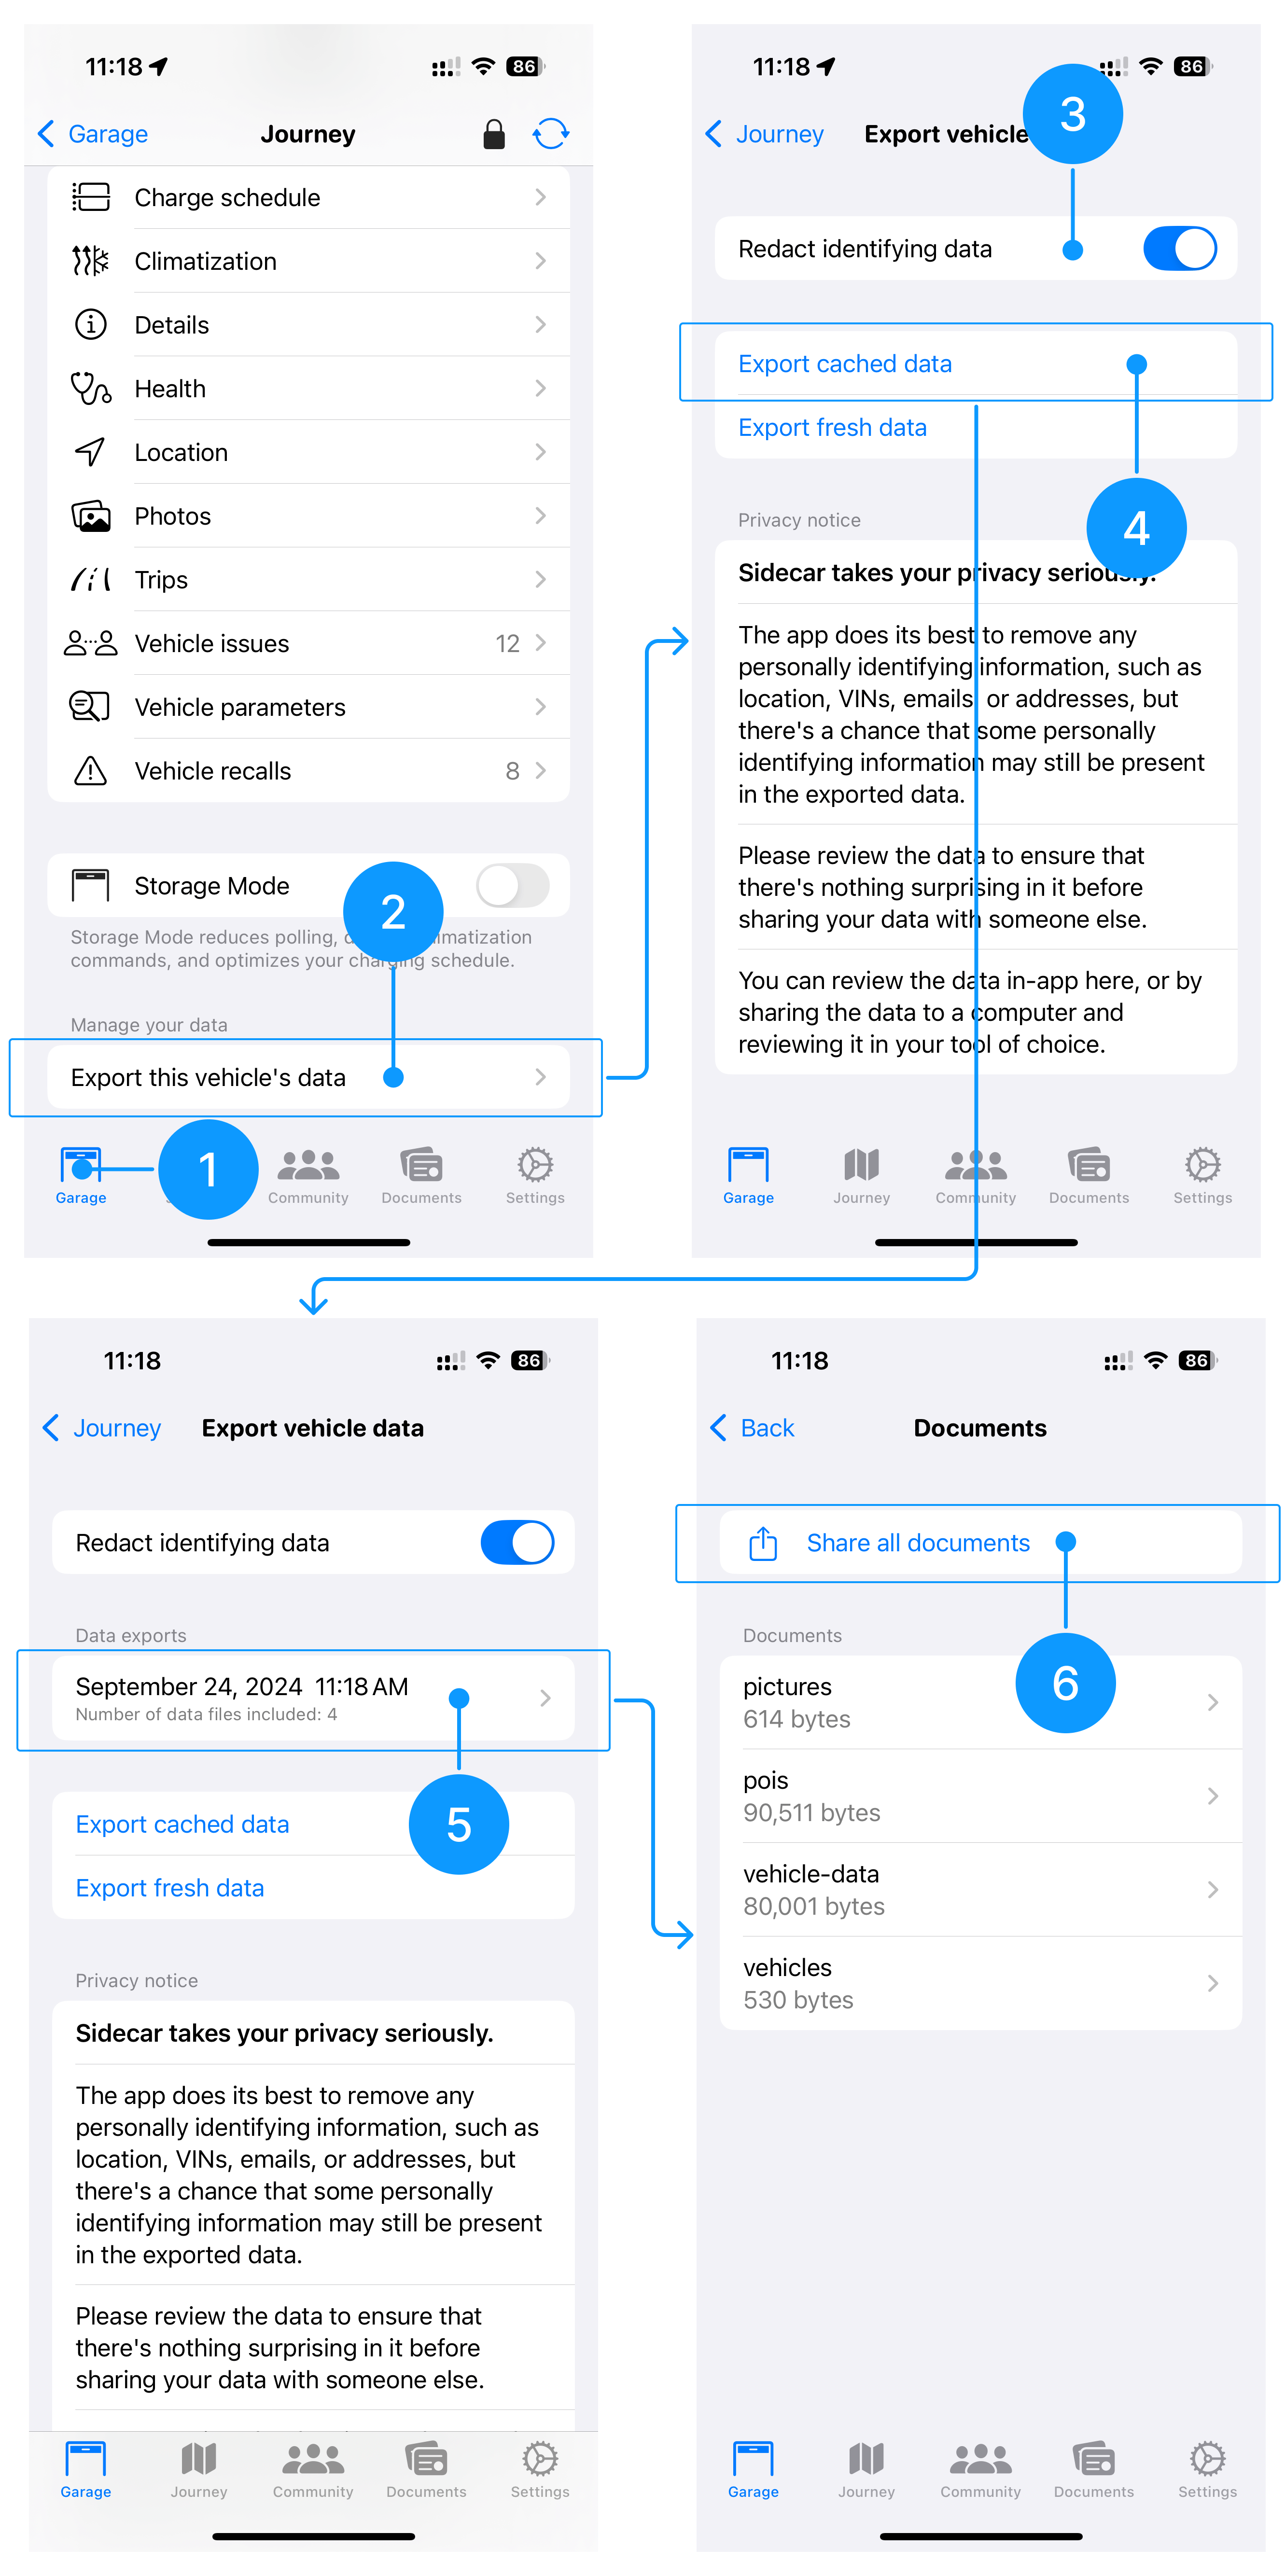 11:18
86
Garage
Journey
Charge schedule
Climatization
Details
Health
Location
Photos
Trips
Vehicle issues
12
Vehicle parameters
Vehicle recalls
8
Storage Mode
2
Storage Mode reduces polling, climatization
commands, and optimizes your charging schedule.
Manage your data
Export this vehicle's data
1
Garage
Community
Documents
Settings
11:18
86
3
Journey
Export vehicle
Redact identifying data
Export cached data
Export fresh data
4
Privacy notice
Sidecar takes your privacy seriously.
The app does its best to remove any
personally identifying information, such as
location, VINs, emails, or addresses, but
there's a chance that some personally
identifying information may still be present
in the exported data.
Please review the data to ensure that
there's nothing surprising in it before
sharing your data with someone else.
You can review the data in-app here, or by
sharing the data to a computer and
reviewing it in your tool of choice.
Garage
Journey
Community
Documents
Settings
11:18
86
Journey
Export vehicle data
Redact identifying data
Data exports
September 24, 2024 11:18 AM
Number of data files included: 4
5
Export cached data
Export fresh data
Privacy notice
Sidecar takes your privacy seriously.
The app does its best to remove any
personally identifying information, such as
location, VINs, emails, or addresses, but
there's a chance that some personally
identifying information may still be present
in the exported data.
Please review the data to ensure that
there's nothing surprising in it before
sharing your data with someone else.
Garage
Journey
Community
Documents
Settings
11:18
86
Back
Documents
Share all documents
6
Documents
pictures
614 bytes
pois
90,511 bytes
vehicle-data
80,001 bytes
vehicles
530 bytes
Garage
Journey
Community
Documents
Settings